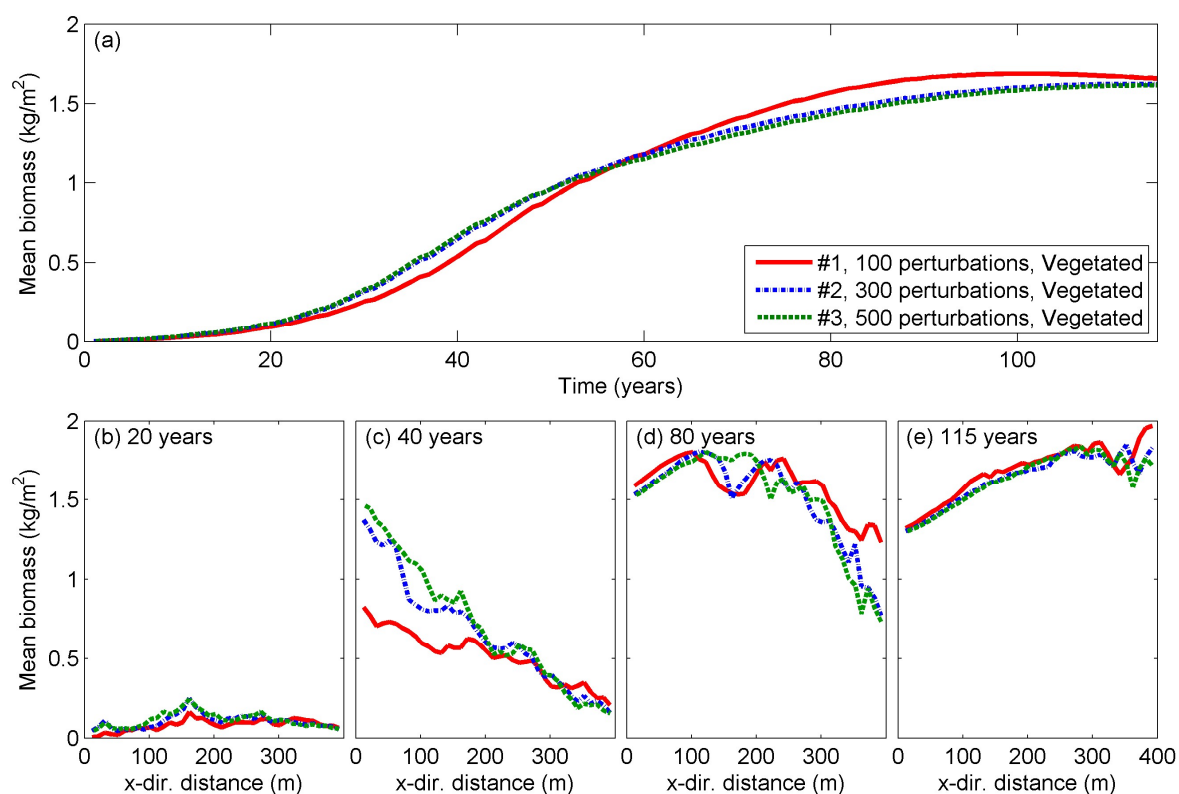 (a)
2
1.5
1
0.5
0
Mean biomass (kg/m²)
0 20 40 60 80 100
Time (years)
#1, 100 perturbations, Vegetated
#2, 300 perturbations, Vegetated
#3, 500 perturbations, Vegetated
2
1.5
1
0.5
0
Mean biomass (kg/m²)
(b) 20 years
(c) 40 years
(d) 80 years
(e) 115 years
0 100 200 300
0 100 200 300
0 100 200 300
0 100 200 300 400
x-dir. distance (m)
x-dir. distance (m)
x-dir. distance (m)
x-dir. distance (m)